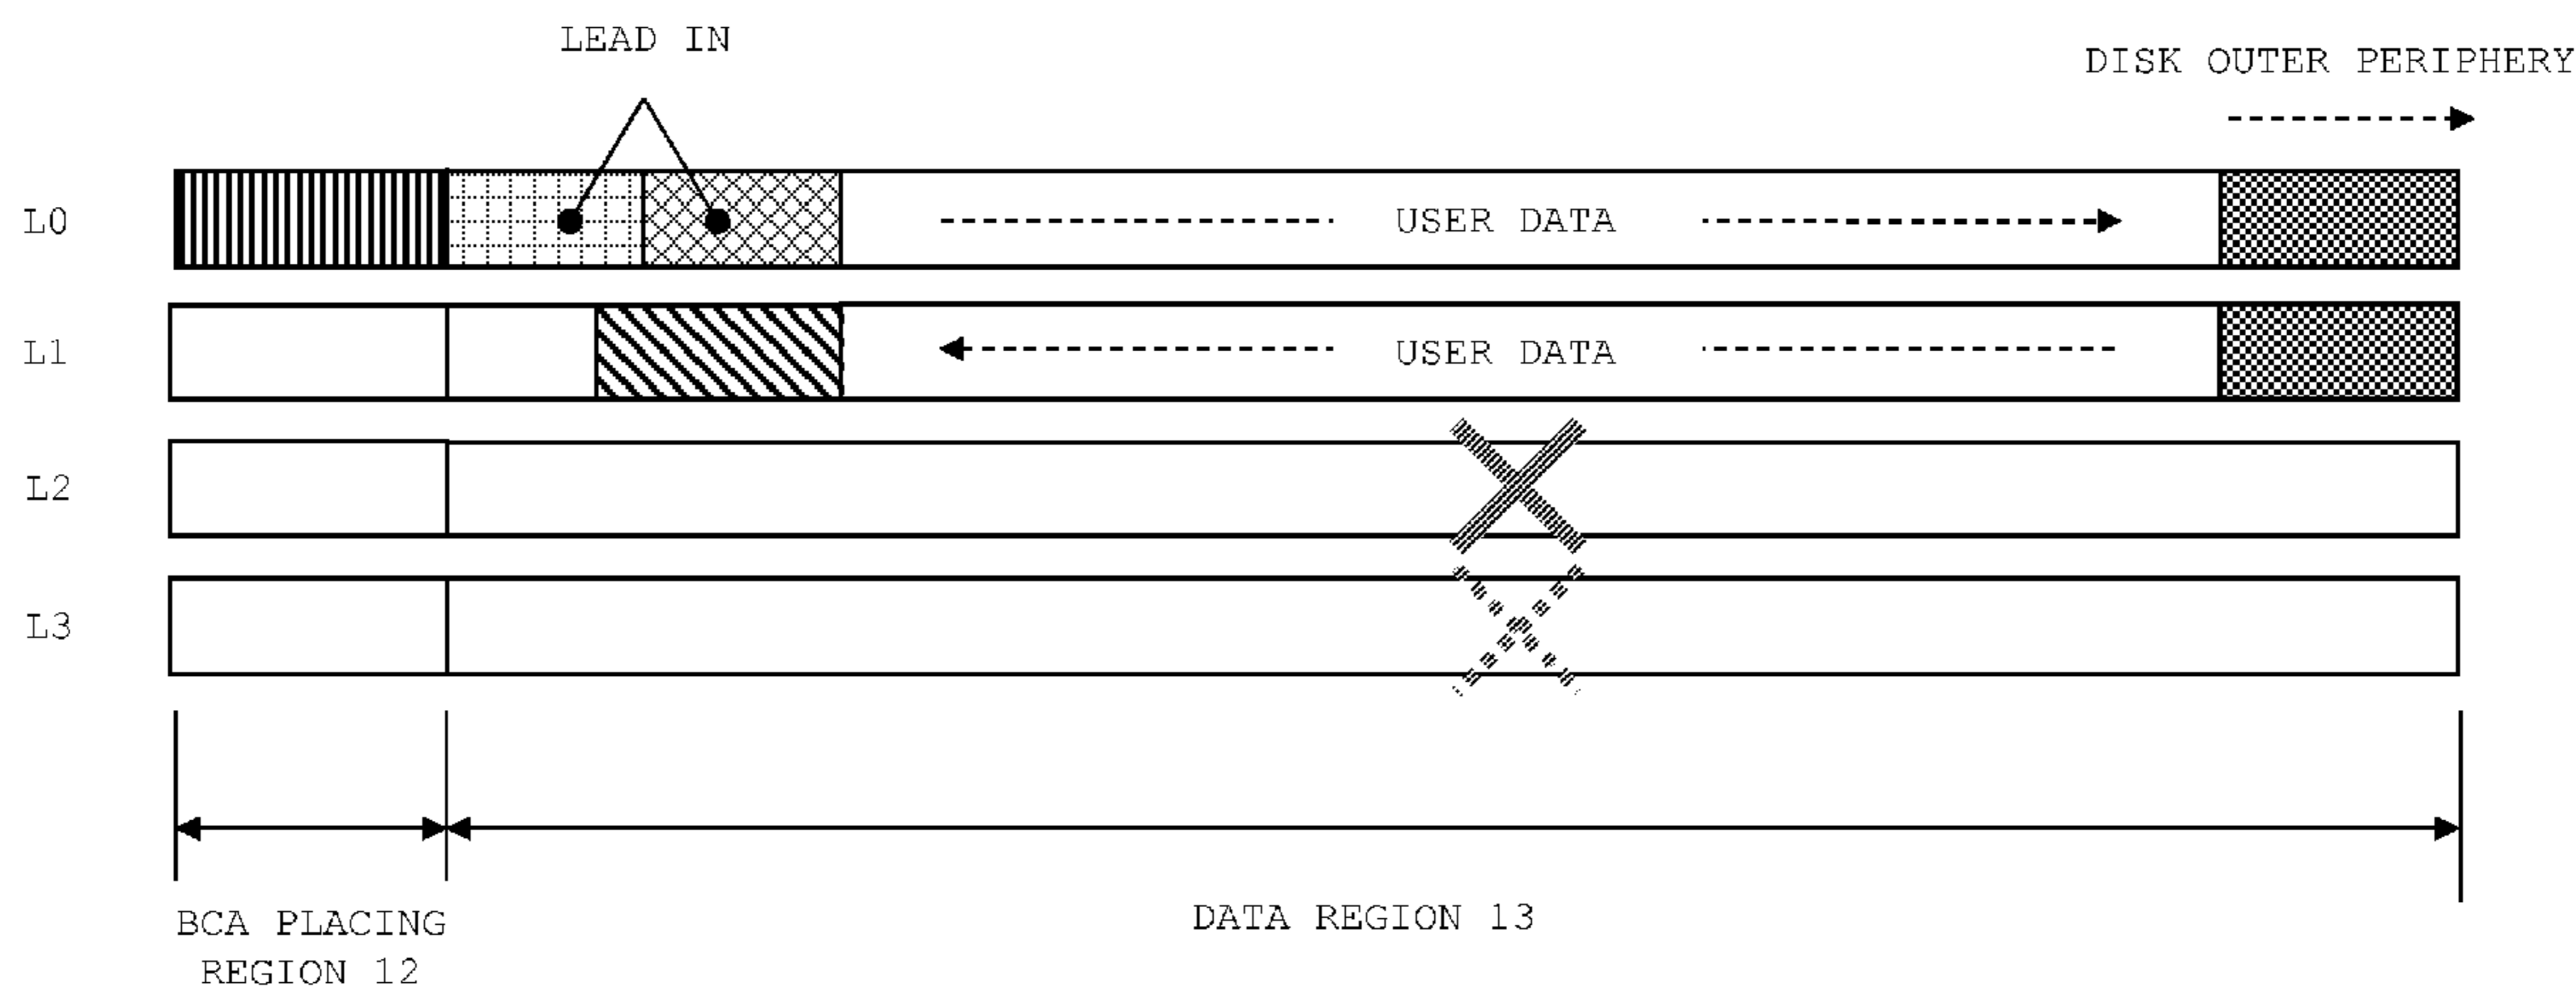 LEAD IN
DISK OUTER PERIPHERY
L0
USER DATA
L1
USER DATA
L2
L3
BCA PLACING
REGION 12
DATA REGION 13